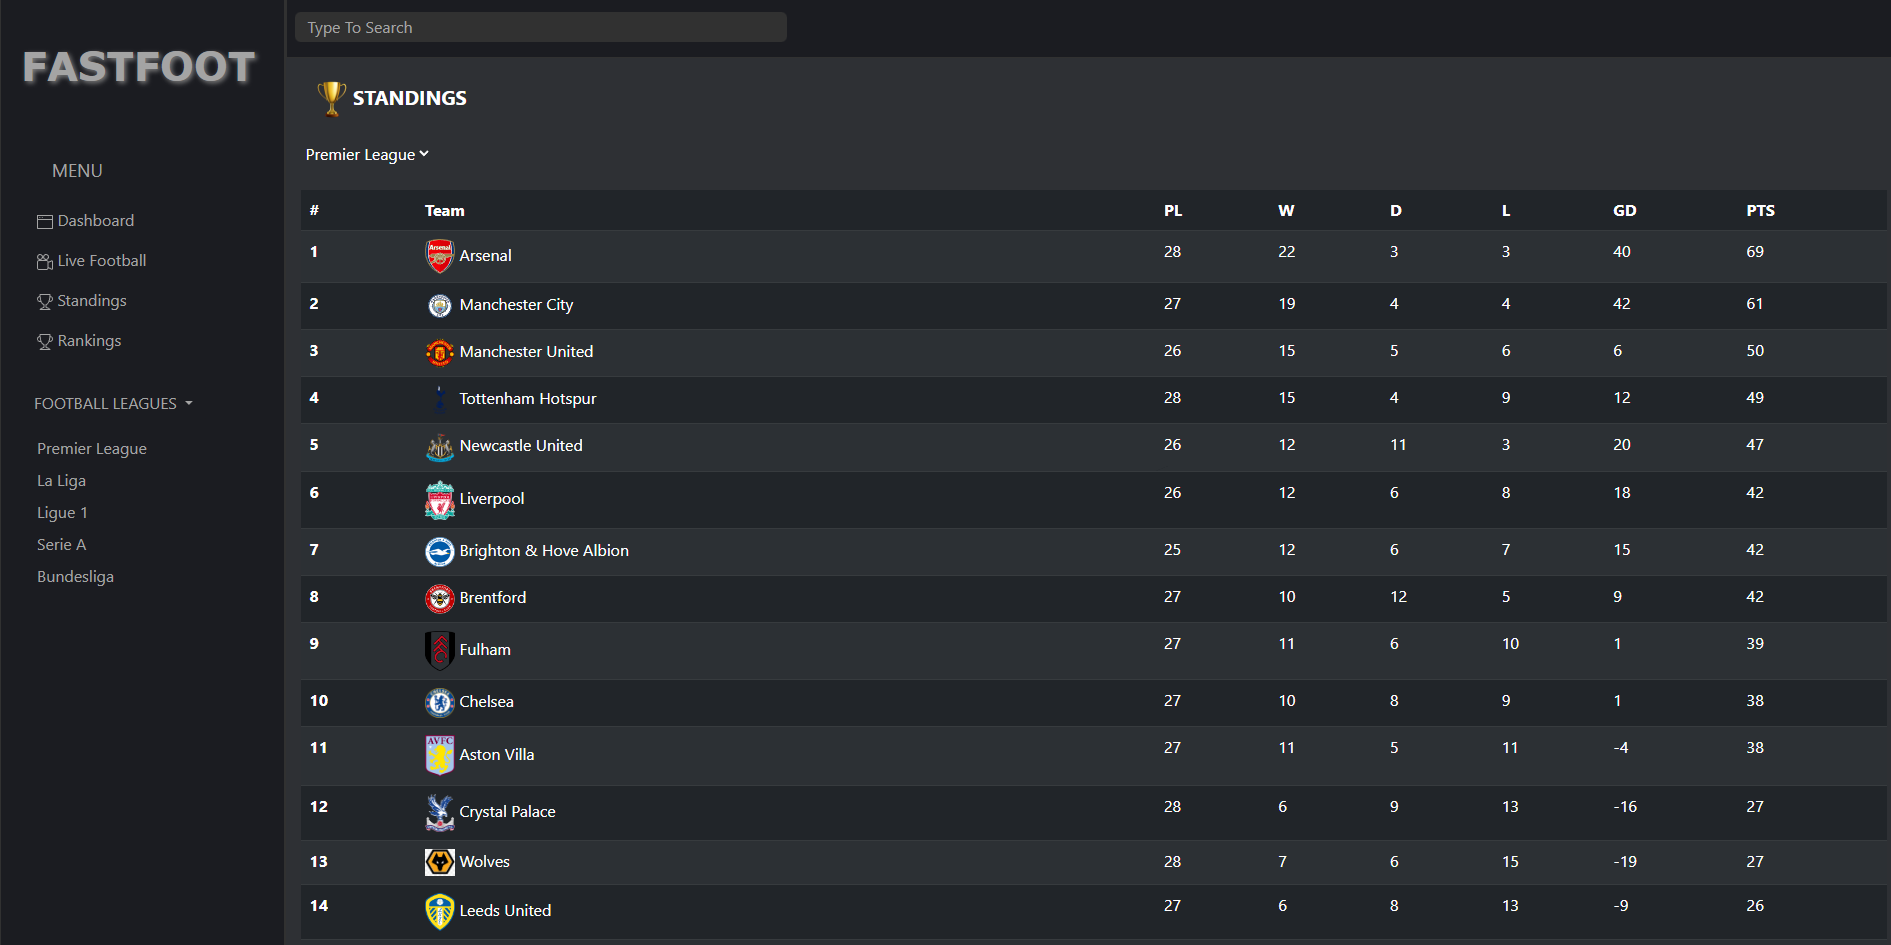 FASTFOOT
MENU
Dashboard
Live Football
Standings
Rankings
FOOTBALL LEAGUES
Premier League
La Liga
Ligue 1
Serie A
Bundesliga
Type To Search
STANDINGS
Premier League
# Team PL W D L GD PTS
1 Arsenal 28 22 3 3 40 69
2 Manchester City 27 19 4 4 42 61
3 Manchester United 26 15 5 6 6 50
4 Tottenham Hotspur 28 15 4 9 12 49
5 Newcastle United 26 12 11 3 20 47
6 Liverpool 26 12 6 8 18 42
7 Brighton & Hove Albion 25 12 6 7 15 42
8 Brentford 27 10 12 5 9 42
9 Fulham 27 11 6 10 1 39
10 Chelsea 27 10 8 9 1 38
11 AVFC Aston Villa 27 11 5 11 -4 38
12 Crystal Palace 28 6 9 13 -16 27
13 Wolves 28 7 6 15 -19 27
14 Leeds United 27 6 8 13 -9 26